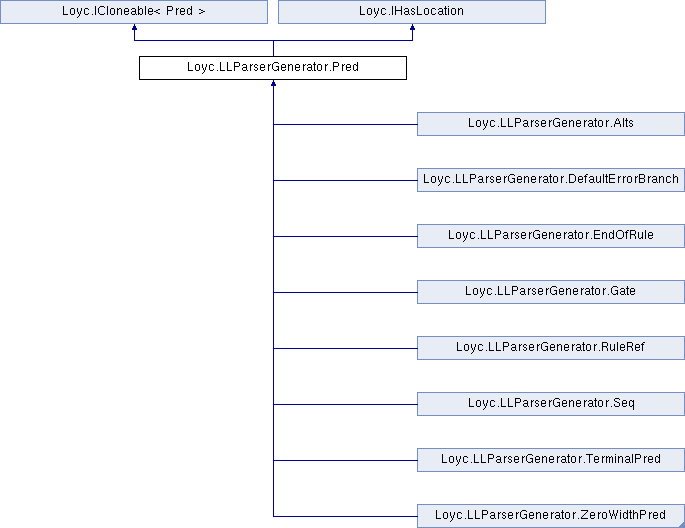 Loyc.ICloneable< Pred >
Loyc.IHasLocation
Loyc.LLParserGenerator.Pred
Loyc.LLParserGenerator.Alts
Loyc.LLParserGenerator.DefaultErrorBranch
Loyc.LLParserGenerator.EndOfRule
Loyc.LLParserGenerator.Gate
Loyc.LLParserGenerator.RuleRef
Loyc.LLParserGenerator.Seq
Loyc.LLParserGenerator.TerminalPred
Loyc.LLParserGenerator.ZeroWidthPred